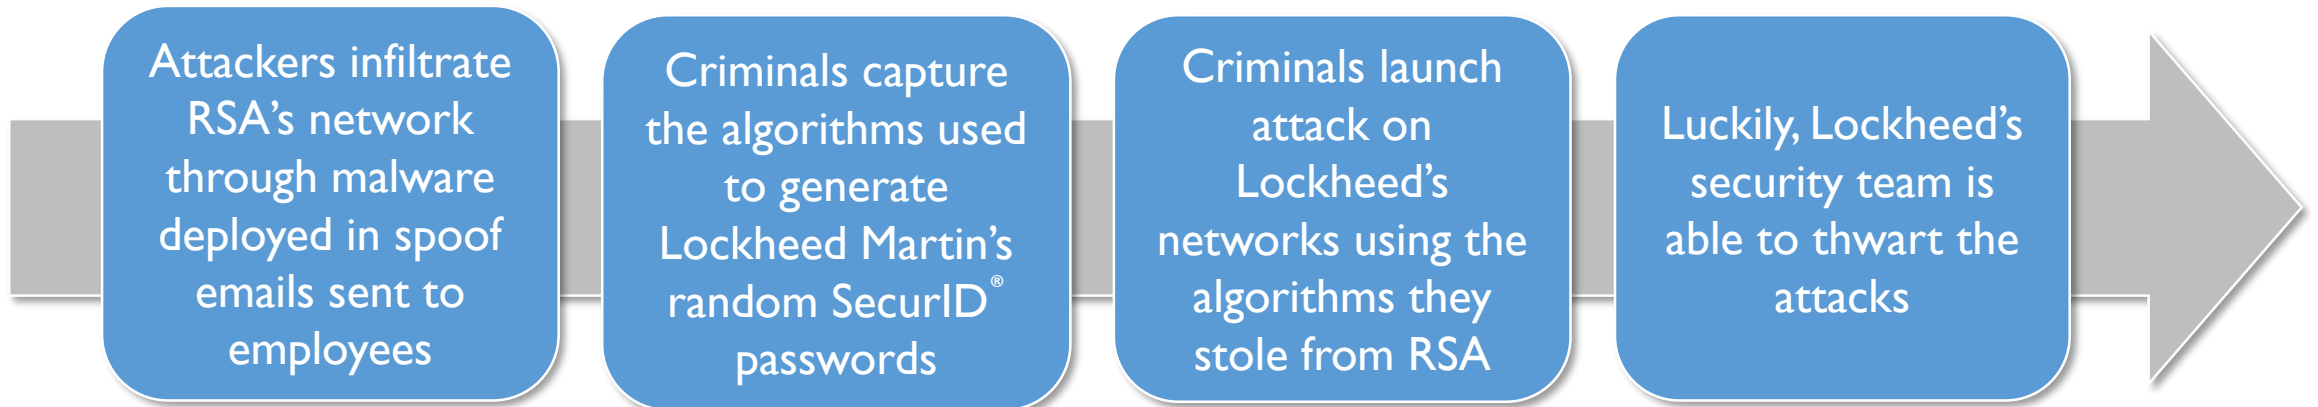 Attackers infiltrate
RSA’s network
through malware
deployed in spoof
emails sent to
employees
Criminals capture
the algorithms used
to generate
Lockheed Martin’s
random SecurID®
passwords
Criminals launch
attack on
Lockheed’s
networks using the
algorithms they
stole from RSA
Luckily, Lockheed’s
security team is
able to thwart the
attacks